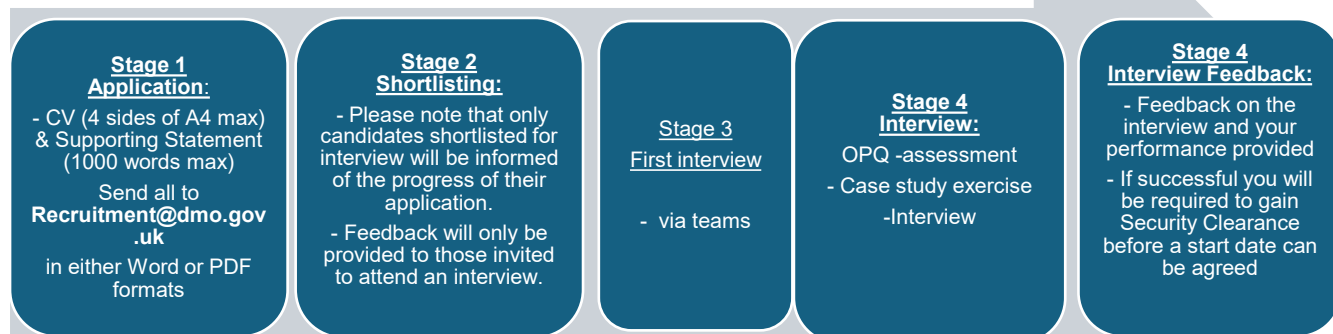 Stage 1
Application:
- CV (4 sides of A4 max)
& Supporting Statement
(1000 words max)
Send all to
Recruitment@dmo.gov
.uk
in either Word or PDF
formats
Stage 2
Shortlisting:
- Please note that only
candidates shortlisted for
interview will be informed
of the progress of their
application.
- Feedback will only be
provided to those invited
to attend an interview.
Stage 3
First interview
- via teams
Stage 4
Interview:
OPQ -assessment
- Case study exercise
-Interview
Stage 4
Interview Feedback:
- Feedback on the
interview and your
performance provided
- If successful you will
be required to gain
Security Clearance
before a start date can
be agreed